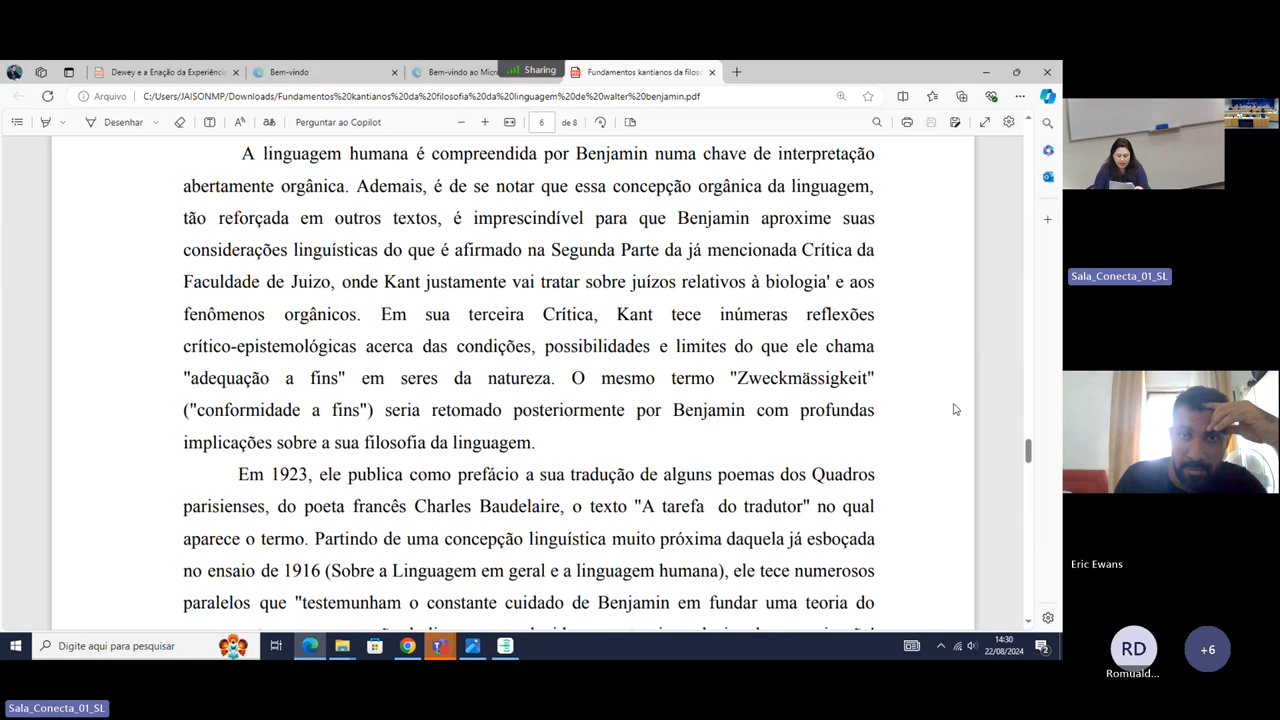 Dewey e a Enação da Experiênci
Bem-vindo
Bem-vindo ao Micr
Sharing
Fundamentos kantianos da filos
Arquivo
C:/Users/JAISONMP/Downloads/Fundamentos%20kantianos%20da%20filosofia%20da%20linguagem%20de%20walter%20benjamin.pdf
Desenhar
Perguntar ao Copilot
6
de 8
A linguagem humana é compreendida por Benjamin numa chave de interpretação
abertamente orgânica. Ademais, é de se notar que essa concepção orgânica da linguagem,
tão reforçada em outros textos, é imprescindível para que Benjamin aproxime suas
considerações linguísticas do que é afirmado na Segunda Parte da já mencionada Crítica da
Faculdade de Juizo, onde Kant justamente vai tratar sobre juízos relativos à biologia' e aos
fenômenos orgânicos. Em sua terceira Crítica, Kant tece inúmeras reflexões
crítico-epistemológicas acerca das condições, possibilidades e limites do que ele chama
"adequação a fins" em seres da natureza. O mesmo termo "Zweckmässigkeit"
("conformidade a fins") seria retomado posteriormente por Benjamin com profundas
implicações sobre a sua filosofia da linguagem.
Em 1923, ele publica como prefácio a sua tradução de alguns poemas dos Quadros
parisienses, do poeta francês Charles Baudelaire, o texto "A tarefa do tradutor" no qual
aparece o termo. Partindo de uma concepção linguística muito próxima daquela já esboçada
no ensaio de 1916 (Sobre a Linguagem em geral e a linguagem humana), ele tece numerosos
paralelos que "testemunham o constante cuidado de Benjamin em fundar uma teoria do
Digite aqui para pesquisar
14:30
22/08/2024
2
Sala_Conecta_01_SL
Eric Ewans
RD
Romuald...
+6
Sala_Conecta_01_SL